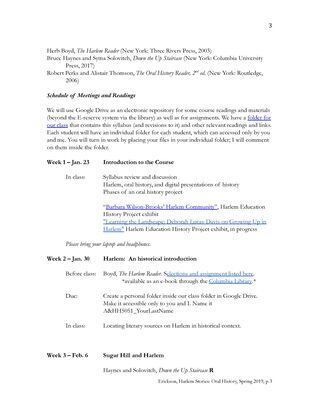 3
Herb Boyd, The Harlem Reader (New York: Three Rivers Press, 2003)
Bruce Haynes and Syma Solovitch, Down the Up Staircase (New York: Columbia University
Press, 2017)
Robert Perks and Alistair Thomson, The Oral History Reader, 2nd ed. (New York: Routledge,
2006)
Schedule of Meetings and Readings
We will use Google Drive as an electronic repository for some course readings and materials
(beyond the E-reserve system via the library) as well as for assignments. We have a folder for
our class that contains this syllabus (and revisions to it) and other relevant readings and links.
Each student will have an individual folder for each student, which can accessed only by you
and me. You will turn in work by placing your files in your individual folder; I will comment
on them inside the folder.
Week 1 – Jan. 23 Introduction to the Course
In class: Syllabus review and discussion
Harlem, oral history, and digital presentations of history
Phases of an oral history project
"Barbara Wilson-Brooks' Harlem Community", Harlem Education
History Project exhibit
"Learning the Landscape: Deborah Lucas Davis on Growing Up in
Harlem" Harlem Education History Project exhibit, in progress
Please bring your laptop and headphones.
Week 2 – Jan. 30 Harlem: An historical introduction
Before class: Boyd, The Harlem Reader. Selections and assignment listed here.
*available as an e-book through the Columbia Library.*
Due: Create a personal folder inside our class folder in Google Drive.
Make it accessible only to you and I. Name it
A&HH5051_YourLastName
In class: Locating literary sources on Harlem in historical context.
Week 3 – Feb. 6 Sugar Hill and Harlem
Haynes and Solovitch, Down the Up Staircase R
Erickson, Harlem Stories: Oral History, Spring 2019, p.3